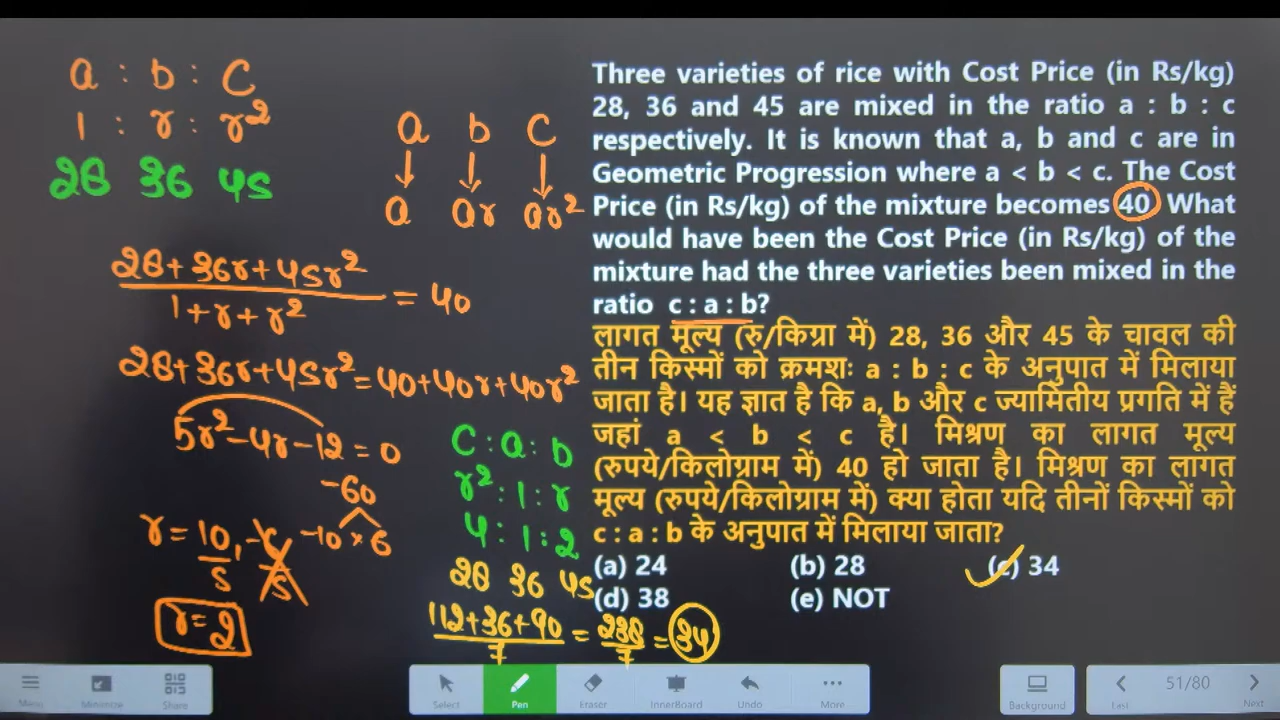 a : b : c
1 : r : r²
28 36 45
a b c
↓ ↓ ↓
a ar ar²
28+36r+45r² / 1+r+r² = 40
28+36r+45r² = 40+40r+40r²
5r²-4r-12=0
-60
-10 × 6
r = 10/5, -6/5
r=2
c : a : b
r² : 1 : r
4 : 1 : 2
28 36 45
112+36+90 / 7 = 238 / 7 = 34
Three varieties of rice with Cost Price (in Rs/kg)
28, 36 and 45 are mixed in the ratio a : b : c
respectively. It is known that a, b and c are in
Geometric Progression where a < b < c. The Cost
Price (in Rs/kg) of the mixture becomes 40 What
would have been the Cost Price (in Rs/kg) of the
mixture had the three varieties been mixed in the
ratio c : a : b?
लागत मूल्य (रु/किग्रा में) 28, 36 और 45 के चावल की
तीन किस्मों को क्रमशः a : b : c के अनुपात में मिलाया
जाता है। यह ज्ञात है कि a, b और c ज्यामितीय प्रगति में हैं
जहां a < b < c है। मिश्रण का लागत मूल्य
(रुपये/किलोग्राम में) 40 हो जाता है। मिश्रण का लागत
मूल्य (रुपये/किलोग्राम में) क्या होता यदि तीनों किस्मों को
c : a : b के अनुपात में मिलाया जाता?
(a) 24 (b) 28 (c) 34
(d) 38 (e) NOT
Menu Minimize Share Select Pen Eraser InnerBoard Undo More Background Last 51/80 Next